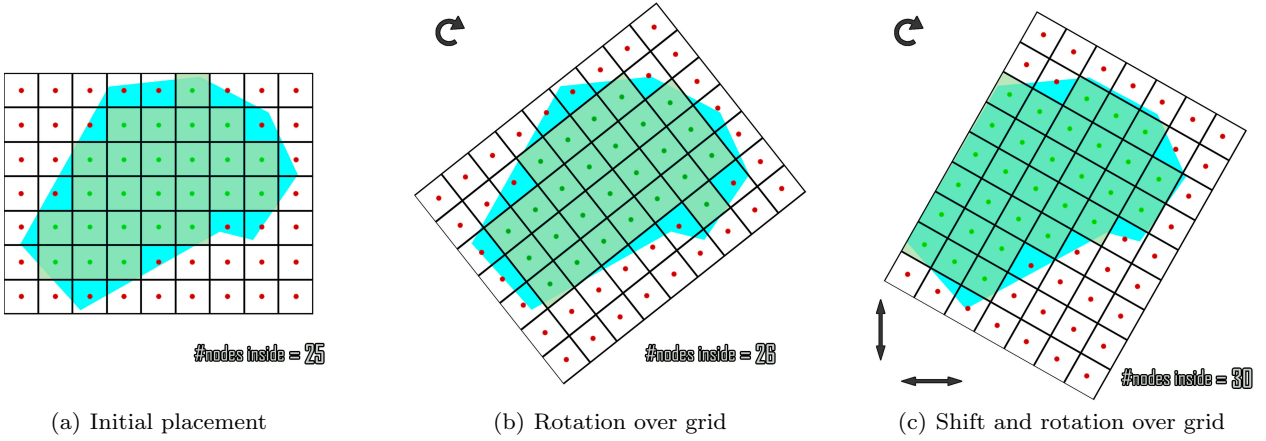 #nodes inside = 25
#nodes inside = 26
#nodes inside = 30
(a) Initial placement
(b) Rotation over grid
(c) Shift and rotation over grid